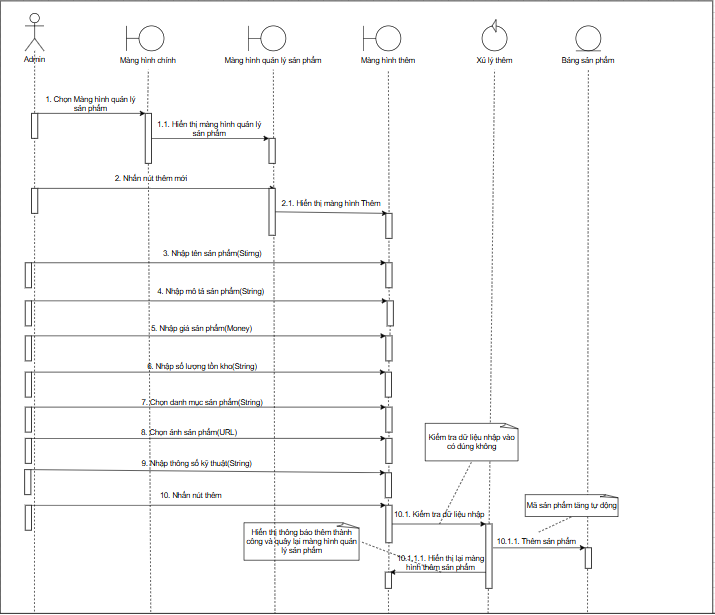 Admin
Màng hình chính
Màng hình quản lý sản phẩm
Màng hình thêm
Xử lý thêm
Bảng sản phẩm
1. Chọn Màng hình quản lý
sản phẩm
1.1. Hiển thị màng hình quản lý
sản phẩm
2. Nhấn nút thêm mới
2.1. Hiển thị màng hình Thêm
3. Nhập tên sản phẩm(Stirng)
4. Nhập mô tả sản phẩm(String)
5. Nhập giá sản phẩm(Money)
6. Nhập số lượng tồn kho(String)
7. Chọn danh mục sản phẩm(String)
8. Chọn ảnh sản phẩm(URL)
Kiểm tra dữ liệu nhập vào
có đúng không
9. Nhập thông số kỹ thuật(String)
10. Nhấn nút thêm
Mã sản phẩm tăng tự động
10.1. Kiểm tra dữ liệu nhập
Hiển thị thông báo thêm thành
công và quây lại màng hình quản
lý sản phẩm
10.1.1. Thêm sản phẩm
10.1.1.1. Hiển thị lại màng
hình thêm sản phẩm